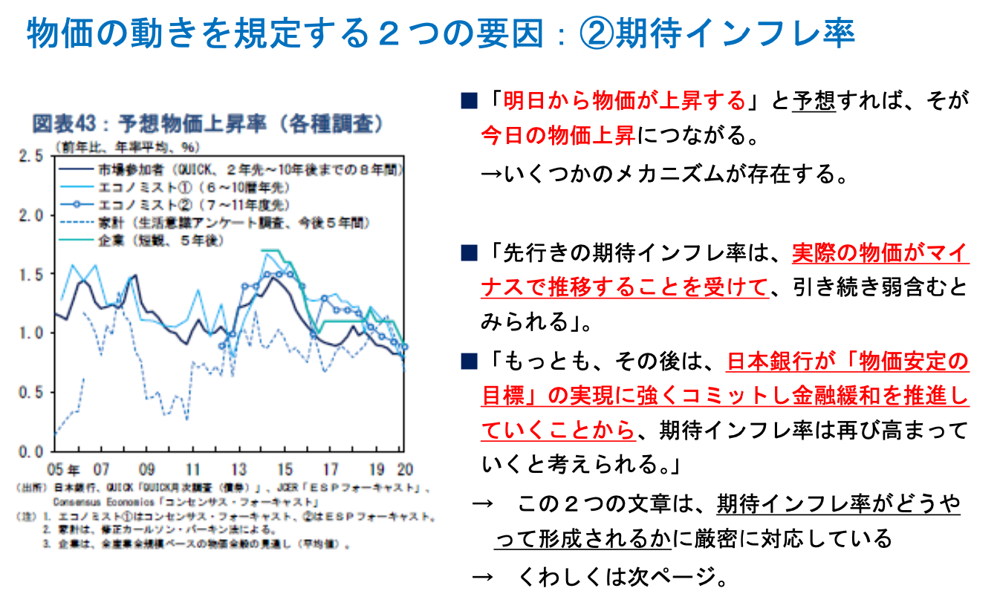 物価の動きを規定する２つの要因：②期待インフレ率
図表43：予想物価上昇率（各種調査）
（前年比、年率平均、％）
2.5
2.0
1.5
1.0
0.5
0.0
市場参加者（QUICK、２年先～10年後までの８年間）
エコノミスト①（６～10暦年先）
エコノミスト②（７～11年度先）
家計（生活意識アンケート調査、今後５年間）
企業（短観、５年後）
05年 07 09 11 13 15 17 19 20
（出所）日本銀行、QUICK「QUICK月次調査（債券）」、JCER「ＥＳＰフォーキャスト」、
Consensus Economics「コンセンサス・フォーキャスト」
（注）1. エコノミスト①はコンセンサス・フォーキャスト、②はＥＳＰフォーキャスト。
2. 家計は、修正カールソン・パーキン法による。
3. 企業は、全産業全規模ベースの物価全般の見通し（平均値）。
■「明日から物価が上昇する」と予想すれば、そが
今日の物価上昇につながる。
→いくつかのメカニズムが存在する。
■「先行きの期待インフレ率は、実際の物価がマイ
ナスで推移することを受けて、引き続き弱含むと
みられる」。
■「もっとも、その後は、日本銀行が「物価安定の
目標」の実現に強くコミットし金融緩和を推進し
ていくことから、期待インフレ率は再び高まって
いくと考えられる。」
→　この２つの文章は、期待インフレ率がどうや
って形成されるかに厳密に対応している
→　くわしくは次ページ。